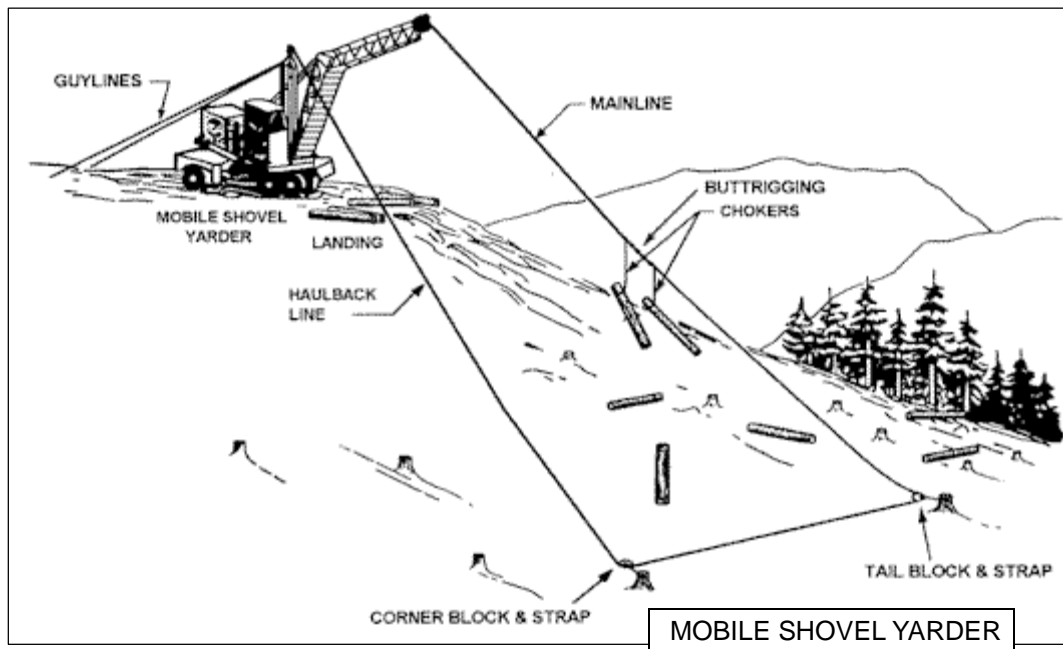 GUYLINES
MAINLINE
BUTTRIGGING
CHOKERS
MOBILE SHOVEL
YARDER
LANDING
HAULBACK
LINE
TAIL BLOCK & STRAP
CORNER BLOCK & STRAP
MOBILE SHOVEL YARDER